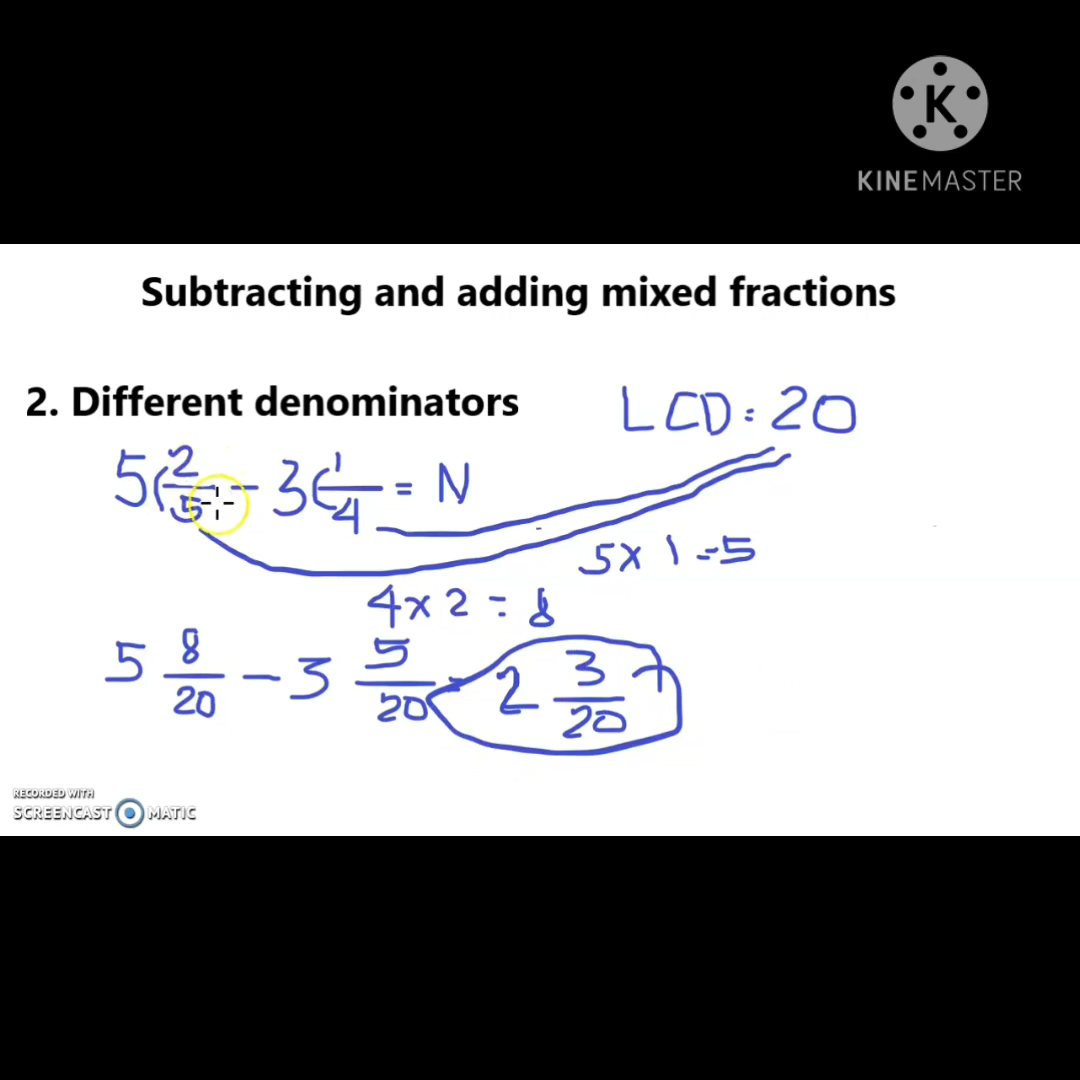 K
KINEMASTER
Subtracting and adding mixed fractions
2. Different denominators
LCD = 20
5 2/5 - 3 1/4 = N
5 x 1 = 5
4 x 2 = 8
5 8/20 - 3 5/20 = 2 3/20
RECORDED WITH
SCREENCAST MATIC